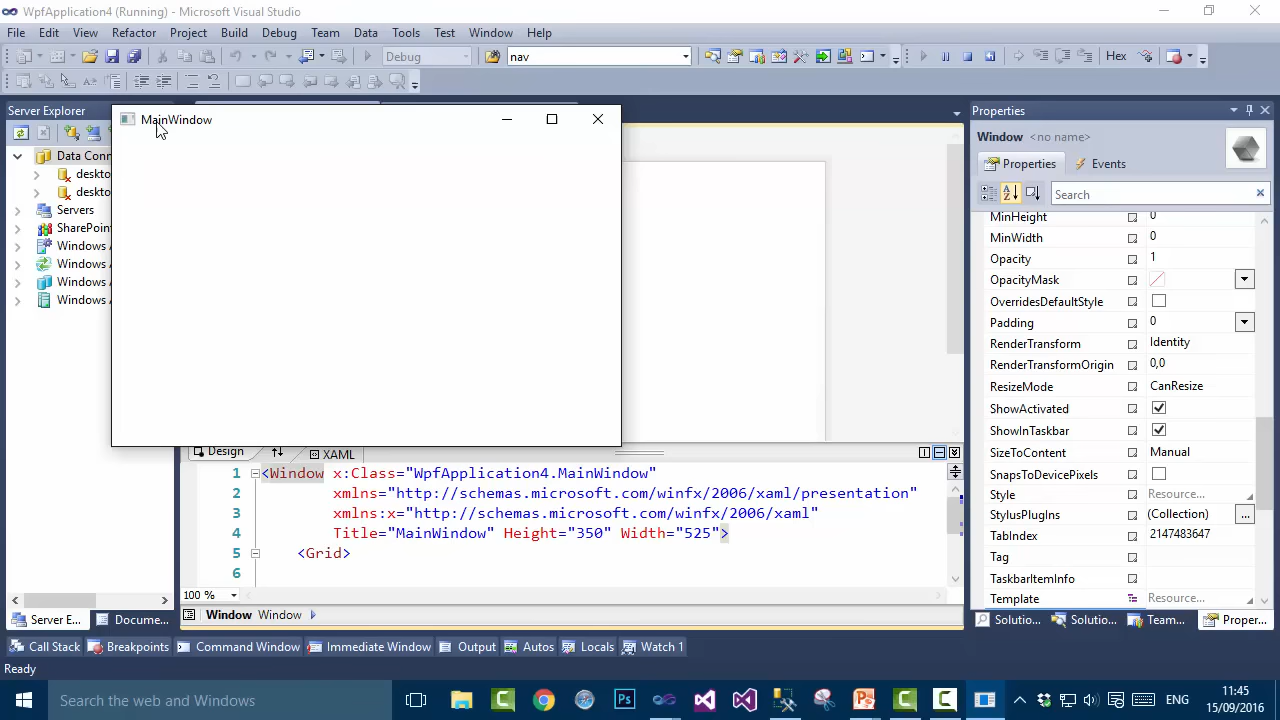 WpfApplication4 (Running) - Microsoft Visual Studio
File Edit View Refactor Project Build Debug Team Data Tools Test Window Help
Debug nav Hex
Server Explorer
MainWindow
Data Conn
deskto
deskto
Servers
SharePoint
Windows A
Windows A
Windows A
Windows A
Server E... Docume...
Design XAML
1 <Window x:Class="WpfApplication4.MainWindow"
2 xmlns="http://schemas.microsoft.com/winfx/2006/xaml/presentation"
3 xmlns:x="http://schemas.microsoft.com/winfx/2006/xaml"
4 Title="MainWindow" Height="350" Width="525">
5 <Grid>
6
100 %
Window Window
Properties
Window <no name>
Properties Events
Search
MinHeight 0
MinWidth 0
Opacity 1
OpacityMask
OverridesDefaultStyle
Padding 0
RenderTransform Identity
RenderTransformOrigin 0,0
ResizeMode CanResize
ShowActivated
ShowInTaskbar
SizeToContent Manual
SnapsToDevicePixels
Style Resource...
StylusPlugIns (Collection) ...
TabIndex 2147483647
Tag
TaskbarItemInfo
Template Resource...
Solutio... Solutio... Team... Proper...
Call Stack Breakpoints Command Window Immediate Window Output Autos Locals Watch 1
Ready
Search the web and Windows
ENG
11:45
15/09/2016